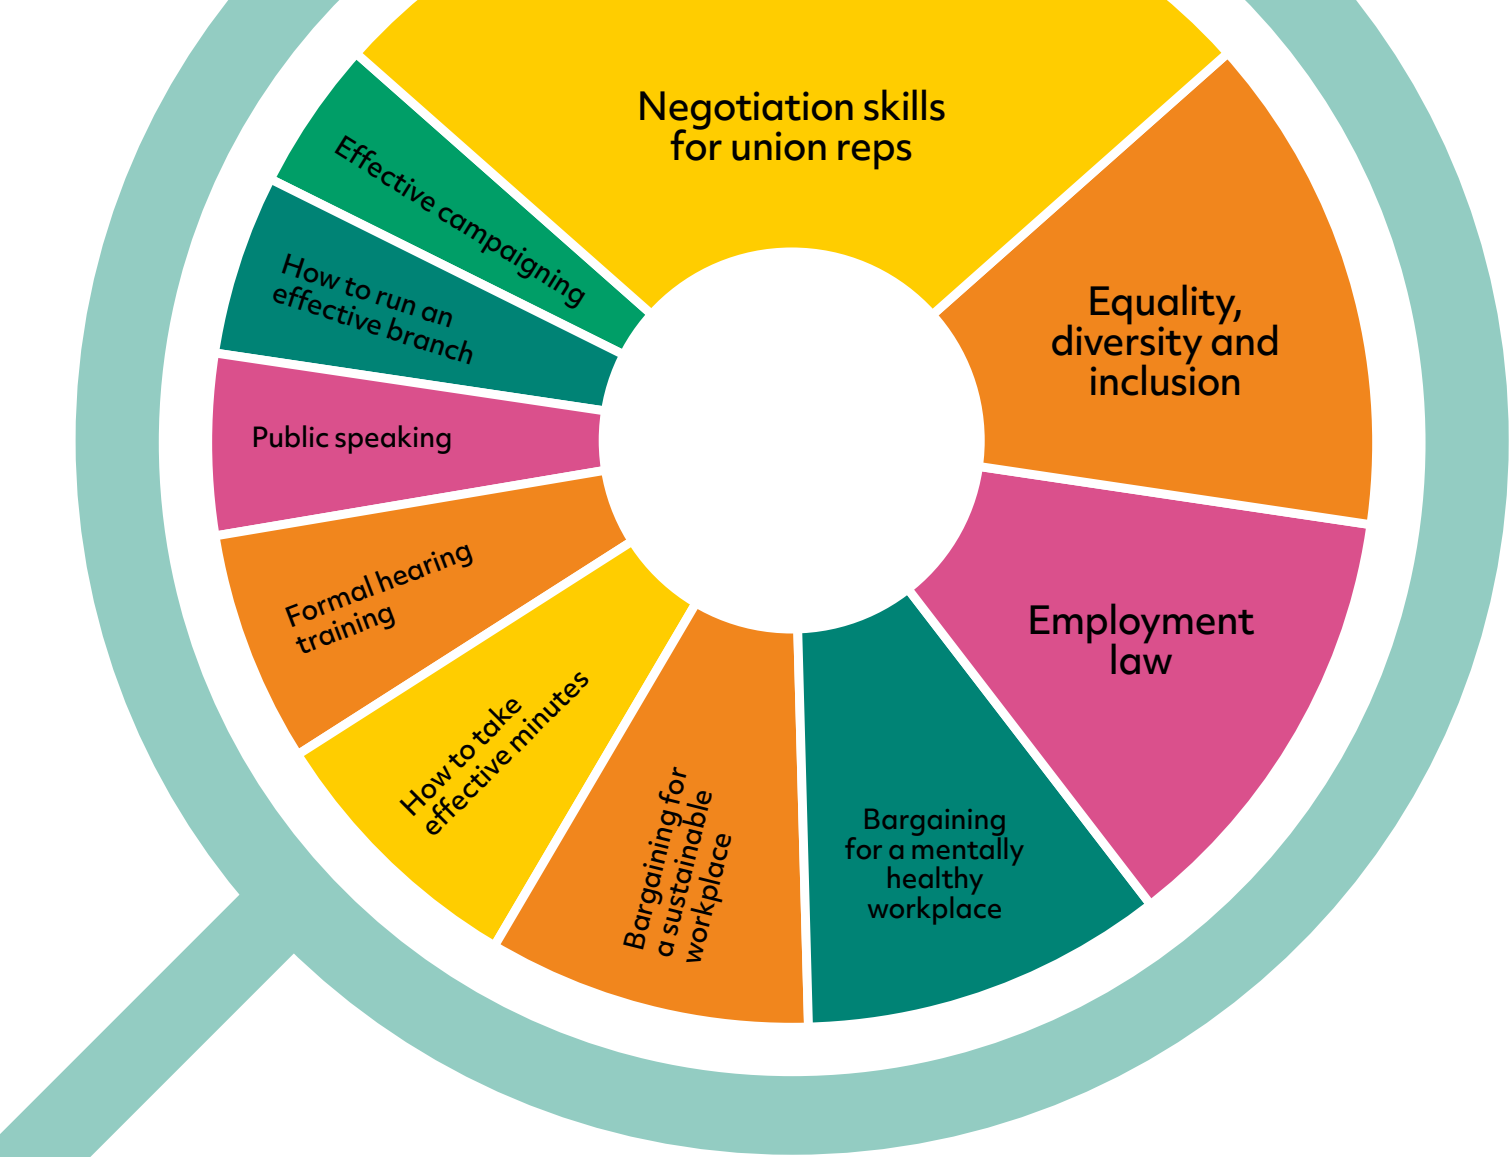 Negotiation skills
for union reps
Equality,
diversity and
inclusion
Employment
law
Bargaining
for a mentally
healthy
workplace
Bargaining for
a sustainable
workplace
How to take
effective minutes
Formal hearing
training
Public speaking
How to run an
effective branch
Effective campaigning